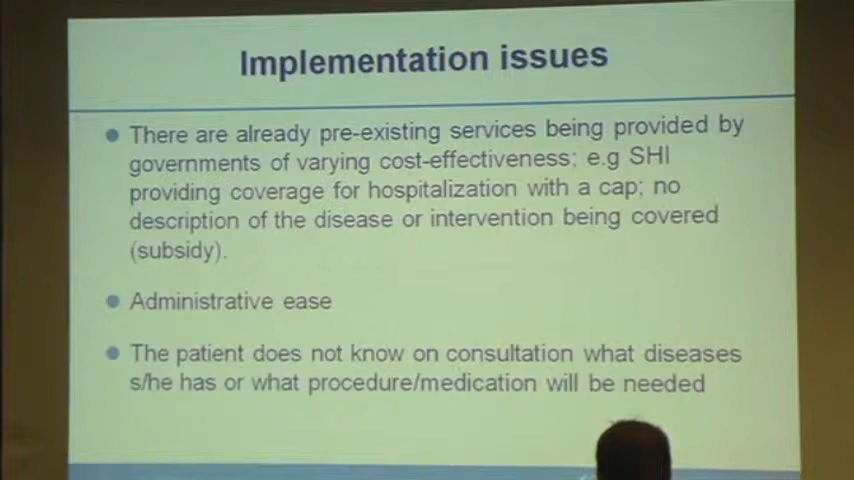 Implementation issues
There are already pre-existing services being provided by
governments of varying cost-effectiveness; e.g SHI
providing coverage for hospitalization with a cap; no
description of the disease or intervention being covered
(subsidy).
Administrative ease
The patient does not know on consultation what diseases
s/he has or what procedure/medication will be needed